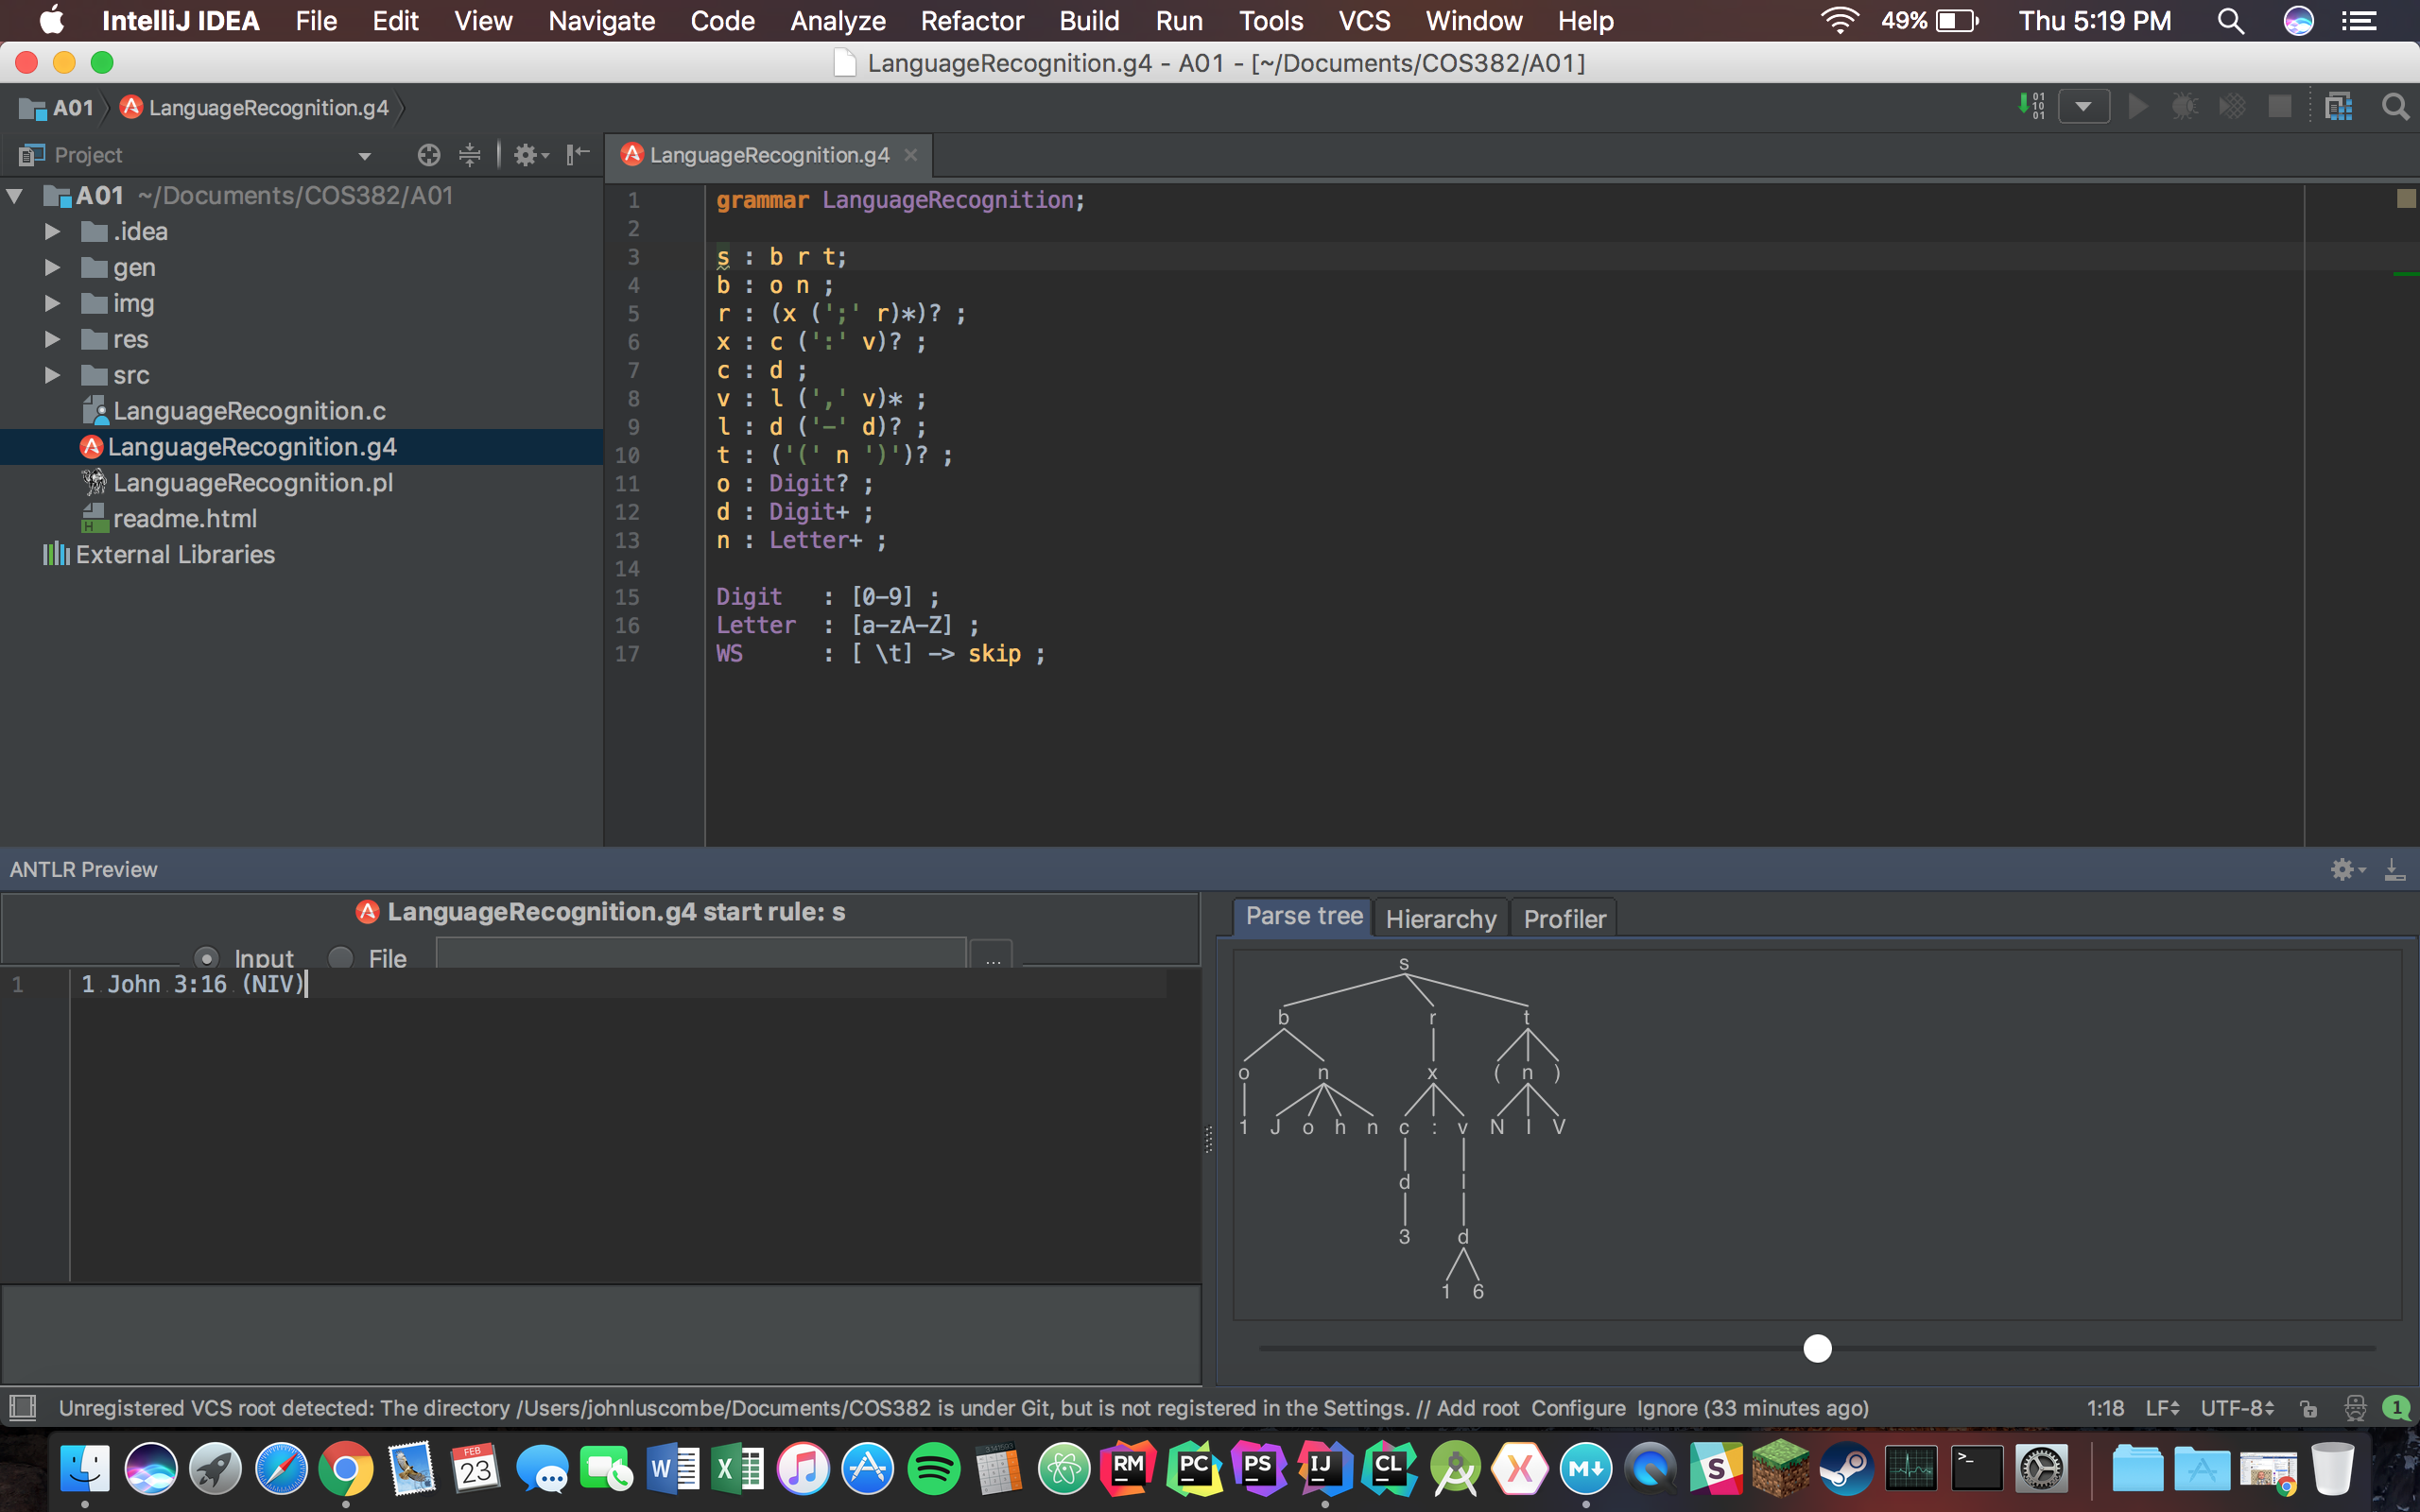 IntelliJ IDEA File Edit View Navigate Code Analyze Refactor Build Run Tools VCS Window Help 49% Thu 5:19 PM
LanguageRecognition.g4 - A01 - [~/Documents/COS382/A01]
A01 LanguageRecognition.g4
Project
LanguageRecognition.g4
A01 ~/Documents/COS382/A01
.idea
gen
img
res
src
LanguageRecognition.c
LanguageRecognition.g4
LanguageRecognition.pl
readme.html
External Libraries
1 grammar LanguageRecognition;
2
3 s : b r t;
4 b : o n ;
5 r : (x (';' r)*)? ;
6 x : c (':' v)? ;
7 c : d ;
8 v : l (',' v)* ;
9 l : d ('-' d)? ;
10 t : ('(' n ')')? ;
11 o : Digit? ;
12 d : Digit+ ;
13 n : Letter+ ;
14
15 Digit : [0-9] ;
16 Letter : [a-zA-Z] ;
17 WS : [ \t] -> skip ;
ANTLR Preview
LanguageRecognition.g4 start rule: s
Input File ...
1 1 John 3:16 (NIV)
Parse tree Hierarchy Profiler
s
b r t
o n x ( n )
1 J o h n c : v N I V
d l
3 d
1 6
Unregistered VCS root detected: The directory /Users/johnluscombe/Documents/COS382 is under Git, but is not registered in the Settings. // Add root Configure Ignore (33 minutes ago) 1:18 LF UTF-8 1
FEB
23
W X RM PC PS IJ CL X M S